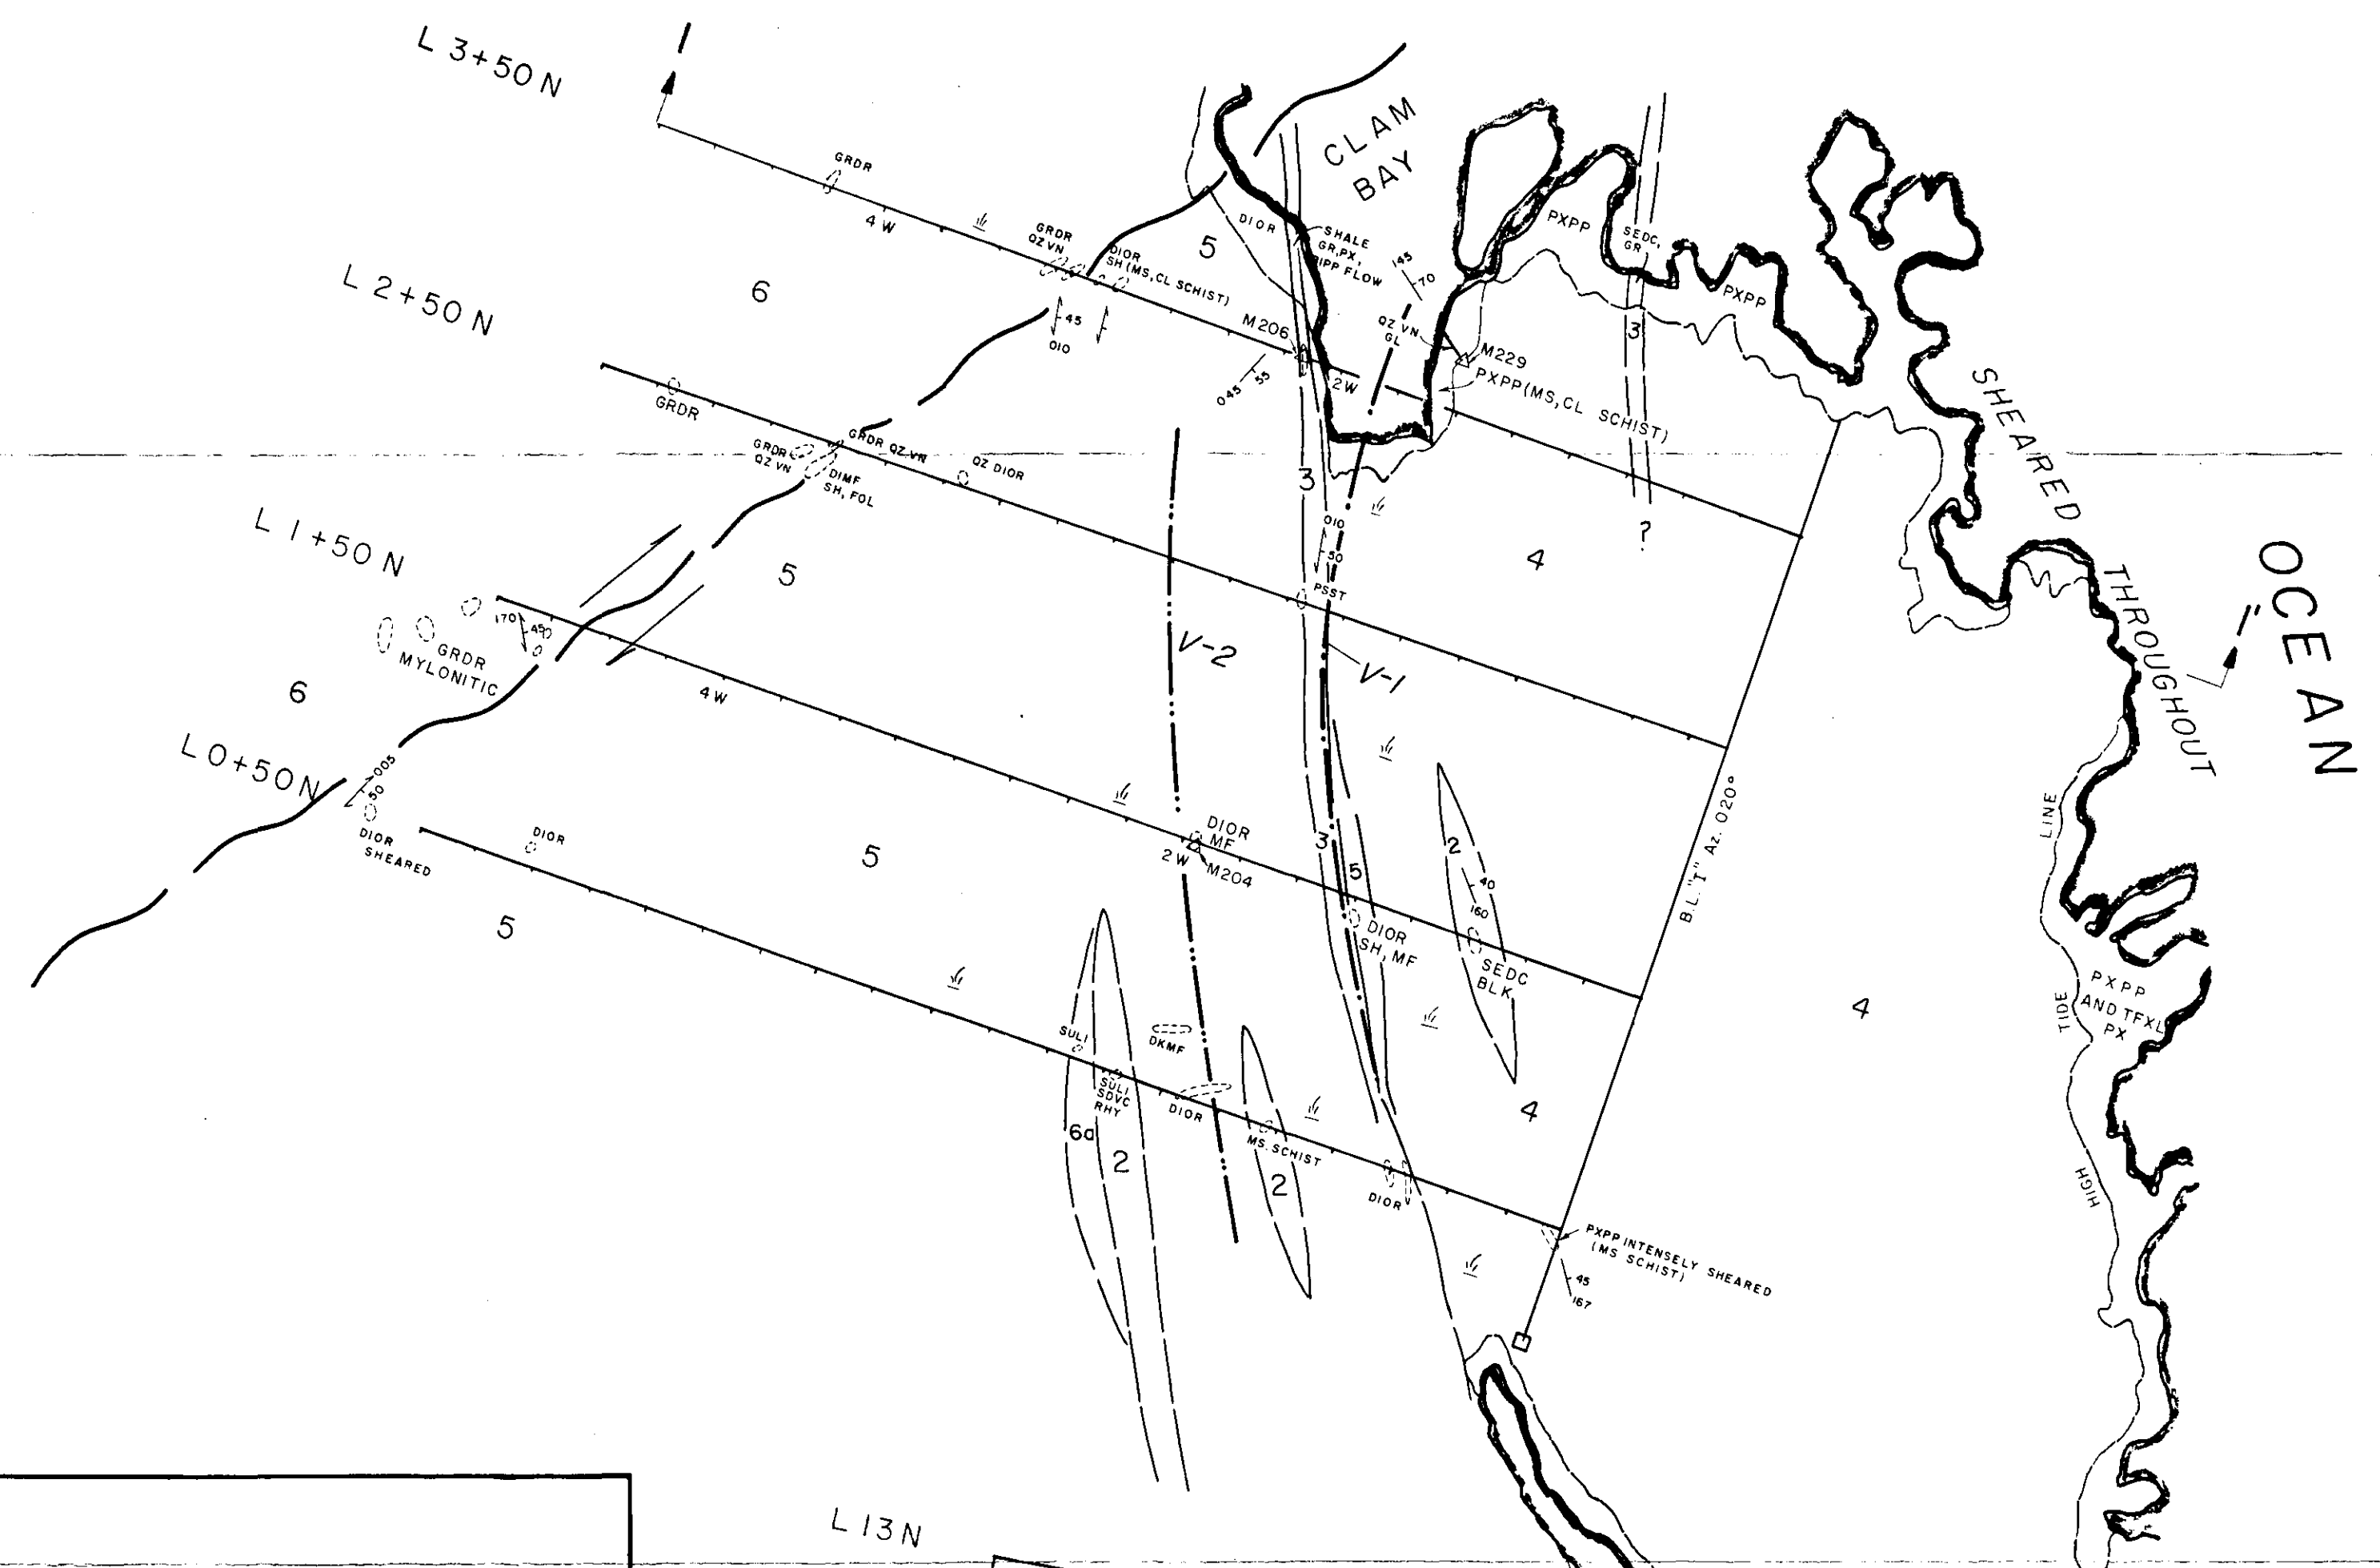 L 3+50 N
I
GRDR
4 W
GRDR
QZ VN
DIOR
SH (MS, CL SCHIST)
45
010
6
5
DIOR
CLAM
BAY
SHALE
GR, PX,
145
70
QZ VN
GL
M206
045
55
2W
M229
PXPP (MS, CL SCHIST)
PXPP
SEDC,
GR
PXPP
3
?
L 2+50 N
GRDR
GRDR
QZ VN
GRDR QZ VN
DIMF
SH, FOL
QZ DIOR
3
010
50
PSST
4
SHEARED THROUGHOUT
OCEAN
I"
L 1+50 N
170
45
GRDR
MYLONITIC
4 W
5
V-2
V-1
6
L 0+50 N
005
50
DIOR
SHEARED
DIOR
5
5
DIOR
MF
2 W
M204
3
5
DIOR
SH, MF
2
40
160
SEDC
BLK
B.L. "I" Az. 020°
4
HIGH TIDE LINE
PXPP
AND TFXL
PX
SULI
DKMF
SULI
SDVC
RHY
DIOR
6a
2
MS. SCHIST
2
DIOR
4
PXPP INTENSELY SHEARED
(MS SCHIST)
45
167
L 13 N